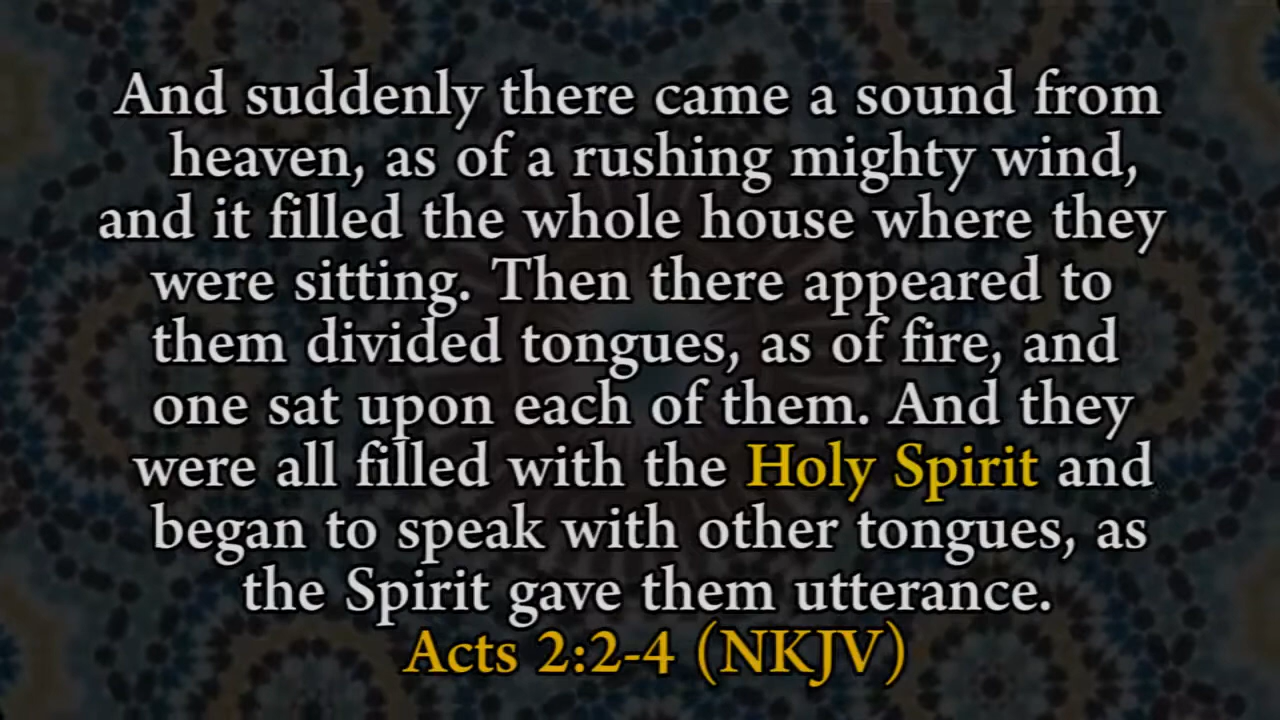 And suddenly there came a sound from
heaven, as of a rushing mighty wind,
and it filled the whole house where they
were sitting. Then there appeared to
them divided tongues, as of fire, and
one sat upon each of them. And they
were all filled with the Holy Spirit and
began to speak with other tongues, as
the Spirit gave them utterance.
Acts 2:2-4 (NKJV)